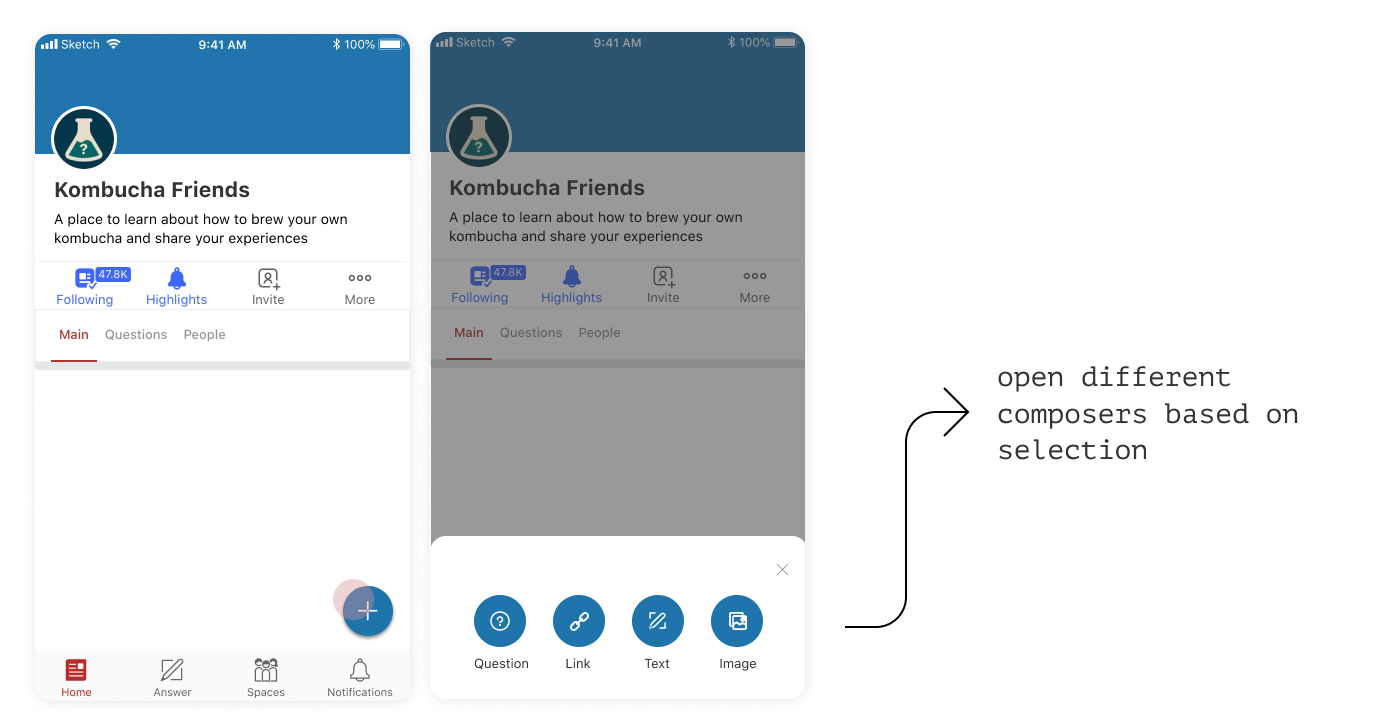 Sketch 9:41 AM 100%
?
Kombucha Friends
A place to learn about how to brew your own
kombucha and share your experiences
47.8K
Following Highlights Invite More
Main Questions People
Home Answer Spaces Notifications
Sketch 9:41 AM 100%
?
Kombucha Friends
A place to learn about how to brew your own
kombucha and share your experiences
47.8K
Following Highlights Invite More
Main Questions People
?
Question Link Text Image
open different
composers based on
selection